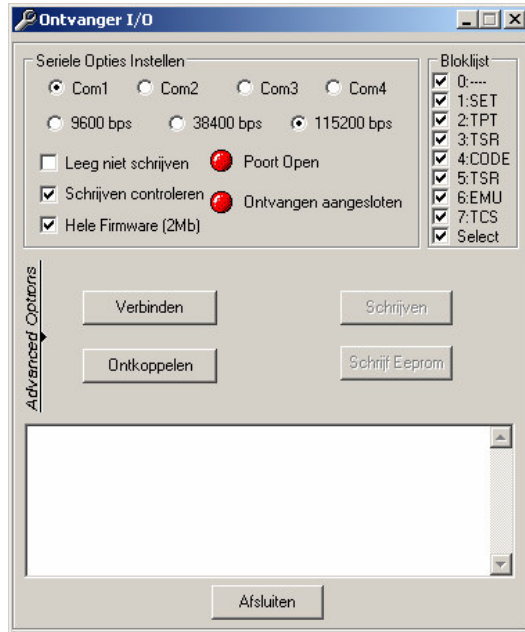 Ontvanger I/O
Seriele Opties Instellen
Com1 Com2 Com3 Com4
9600 bps 38400 bps 115200 bps
Leeg niet schrijven Poort Open
Schrijven controleren Ontvangen aangesloten
Hele Firmware (2Mb)
Bloklijst
0:----
1:SET
2:TPT
3:TSR
4:CODE
5:TSR
6:EMU
7:TCS
Select
Advanced Options
Verbinden Schrijven
Ontkoppelen Schrijf Eeprom
Afsluiten